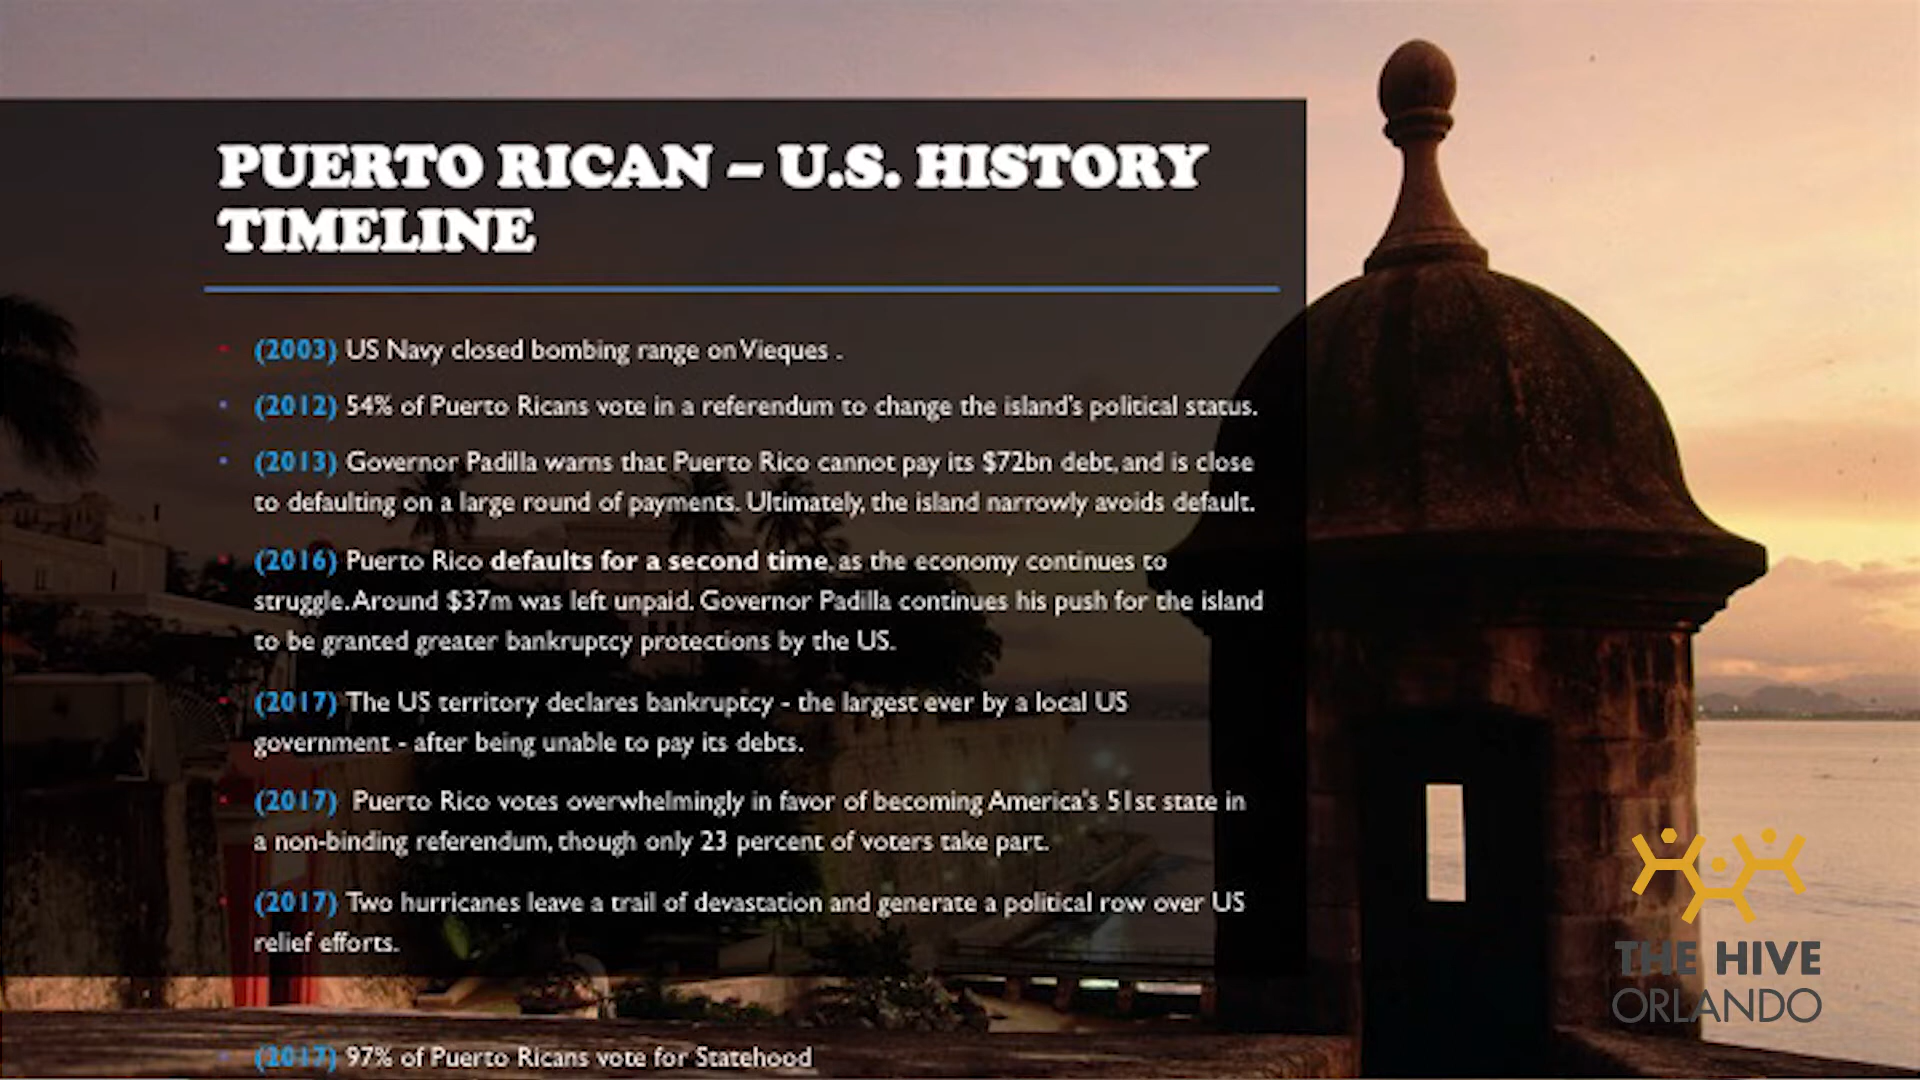 PUERTO RICAN – U.S. HISTORY
TIMELINE
(2003) US Navy closed bombing range on Vieques .
(2012) 54% of Puerto Ricans vote in a referendum to change the island's political status.
(2013) Governor Padilla warns that Puerto Rico cannot pay its $72bn debt, and is close
to defaulting on a large round of payments. Ultimately, the island narrowly avoids default.
(2016) Puerto Rico defaults for a second time, as the economy continues to
struggle. Around $37m was left unpaid. Governor Padilla continues his push for the island
to be granted greater bankruptcy protections by the US.
(2017) The US territory declares bankruptcy - the largest ever by a local US
government - after being unable to pay its debts.
(2017) Puerto Rico votes overwhelmingly in favor of becoming America's 51st state in
a non-binding referendum, though only 23 percent of voters take part.
(2017) Two hurricanes leave a trail of devastation and generate a political row over US
relief efforts.
(2017) 97% of Puerto Ricans vote for Statehood
THE HIVE
ORLANDO